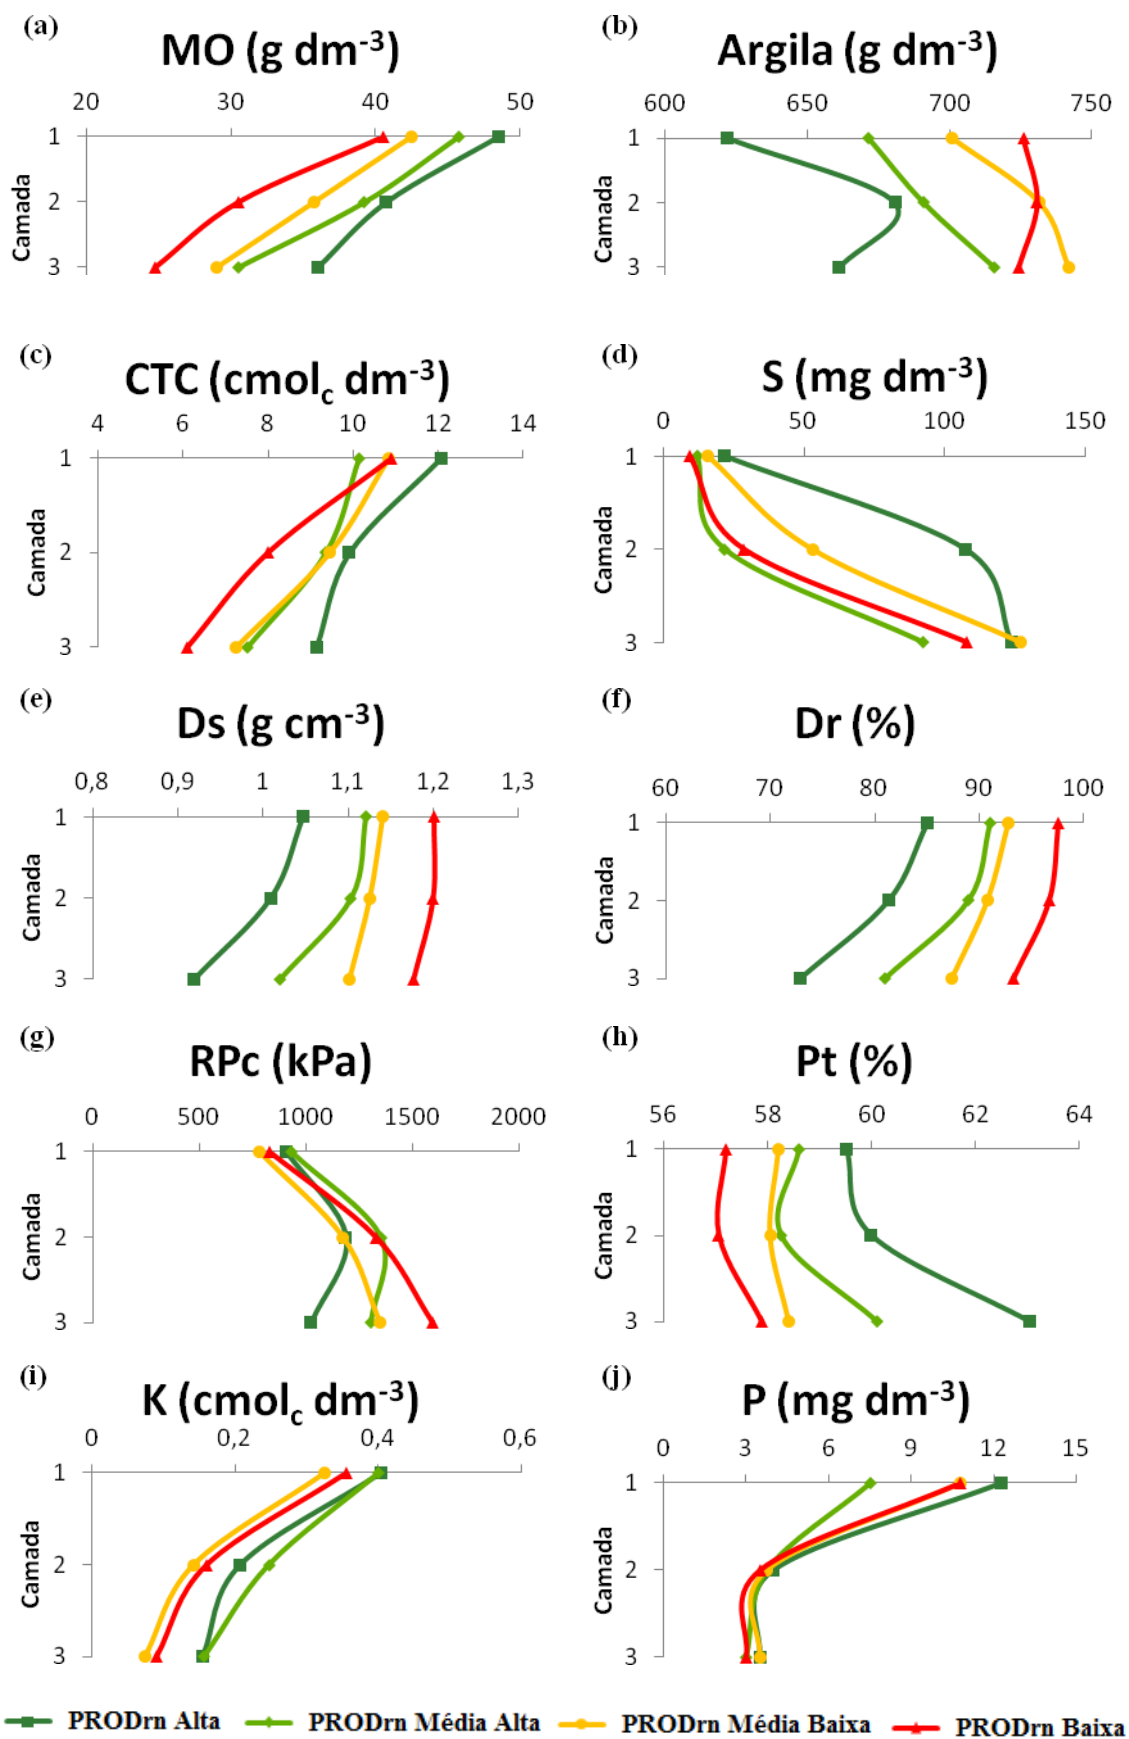 (a)
MO (g dm-3)
20 30 40 50
1
2
3
Camada
(b)
Argila (g dm-3)
600 650 700 750
1
2
3
Camada
(c)
CTC (cmolc dm-3)
4 6 8 10 12 14
1
2
3
Camada
(d)
S (mg dm-3)
0 50 100 150
1
2
3
Camada
(e)
Ds (g cm-3)
0,8 0,9 1 1,1 1,2 1,3
1
2
3
Camada
(f)
Dr (%)
60 70 80 90 100
1
2
3
Camada
(g)
RPc (kPa)
0 500 1000 1500 2000
1
2
3
Camada
(h)
Pt (%)
56 58 60 62 64
1
2
3
Camada
(i)
K (cmolc dm-3)
0 0,2 0,4 0,6
1
2
3
Camada
(j)
P (mg dm-3)
0 3 6 9 12 15
1
2
3
Camada
PRODrn Alta PRODrn Média Alta PRODrn Média Baixa PRODrn Baixa